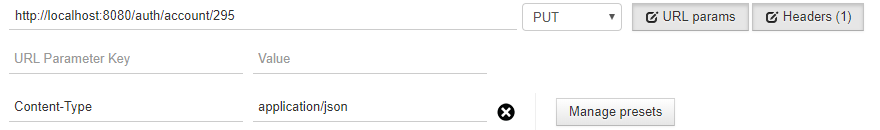 http://localhost:8080/auth/account/295 PUT URL params Headers (1)
URL Parameter Key Value
Content-Type application/json Manage presets